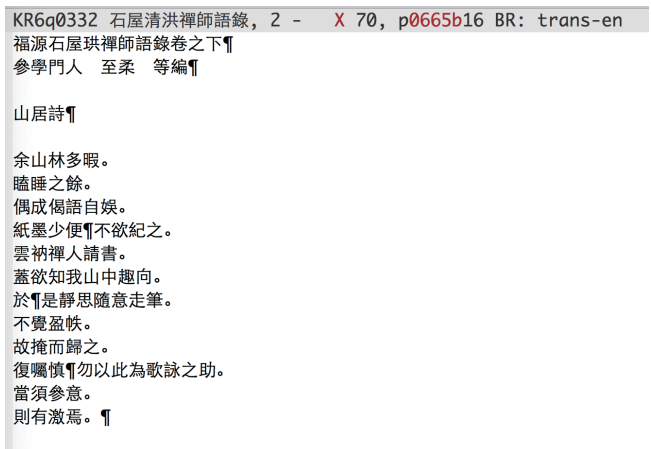 KR6q0332 石屋清洪禪師語錄, 2 - X 70, p0665b16 BR: trans-en
福源石屋珙禪師語錄卷之下¶
參學門人　至柔　等編¶
山居詩¶
余山林多暇。
瞌睡之餘。
偶成偈語自娛。
紙墨少便¶不欲紀之。
雲衲禪人請書。
蓋欲知我山中趣向。
於¶是靜思隨意走筆。
不覺盈帙。
故掩而歸之。
復囑慎¶勿以此為歌詠之助。
當須參意。
則有激焉。¶